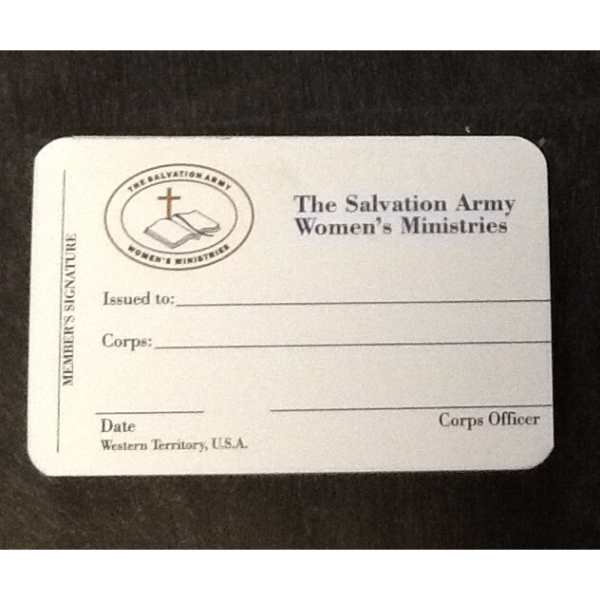 THE SALVATION ARMY
WOMEN'S MINISTRIES
The Salvation Army
Women's Ministries
MEMBER'S SIGNATURE
Issued to:
Corps:
Date
Corps Officer
Western Territory, U.S.A.